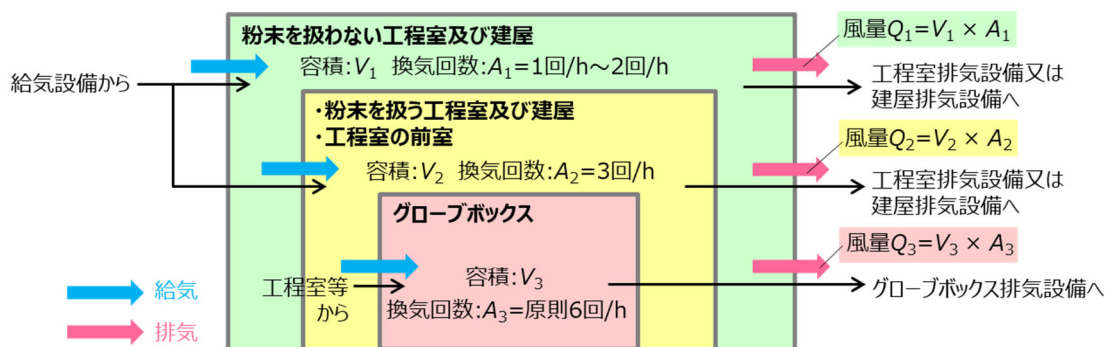 粉末を扱わない工程室及び建屋
容積:V₁ 換気回数:A₁=1回/h～2回/h
風量Q₁=V₁ × A₁
給気設備から
工程室排気設備又は
建屋排気設備へ
・粉末を扱う工程室及び建屋
・工程室の前室
容積:V₂ 換気回数:A₂=3回/h
風量Q₂=V₂ × A₂
工程室排気設備又は
建屋排気設備へ
グローブボックス
風量Q₃=V₃ × A₃
工程室等
から
容積:V₃
換気回数:A₃=原則6回/h
グローブボックス排気設備へ
給気
排気